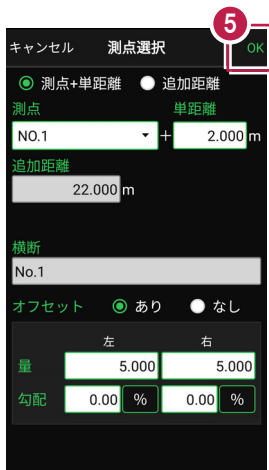 5
キャンセル 測点選択 OK
測点+単距離 追加距離
測点 単距離
NO.1 + 2.000 m
追加距離
22.000 m
横断
No.1
オフセット あり なし
左 右
量 5.000 5.000
勾配 0.00 % 0.00 %